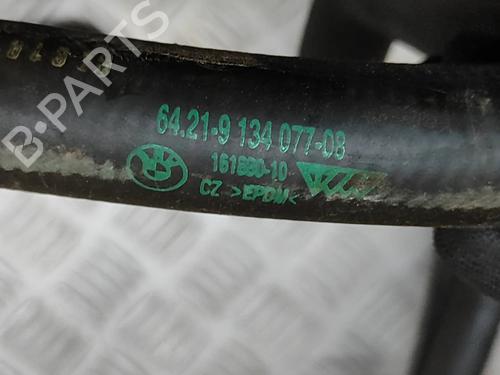 B-PARTS
64.21-9 134 077-08
161880-10
CZ >EPDM<